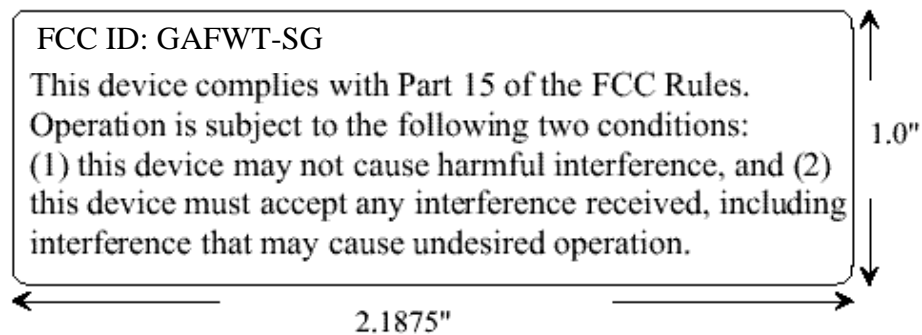 FCC ID: GAFWT-SG
This device complies with Part 15 of the FCC Rules.
Operation is subject to the following two conditions:
(1) this device may not cause harmful interference, and (2)
this device must accept any interference received, including
interference that may cause undesired operation.
1.0"
2.1875"